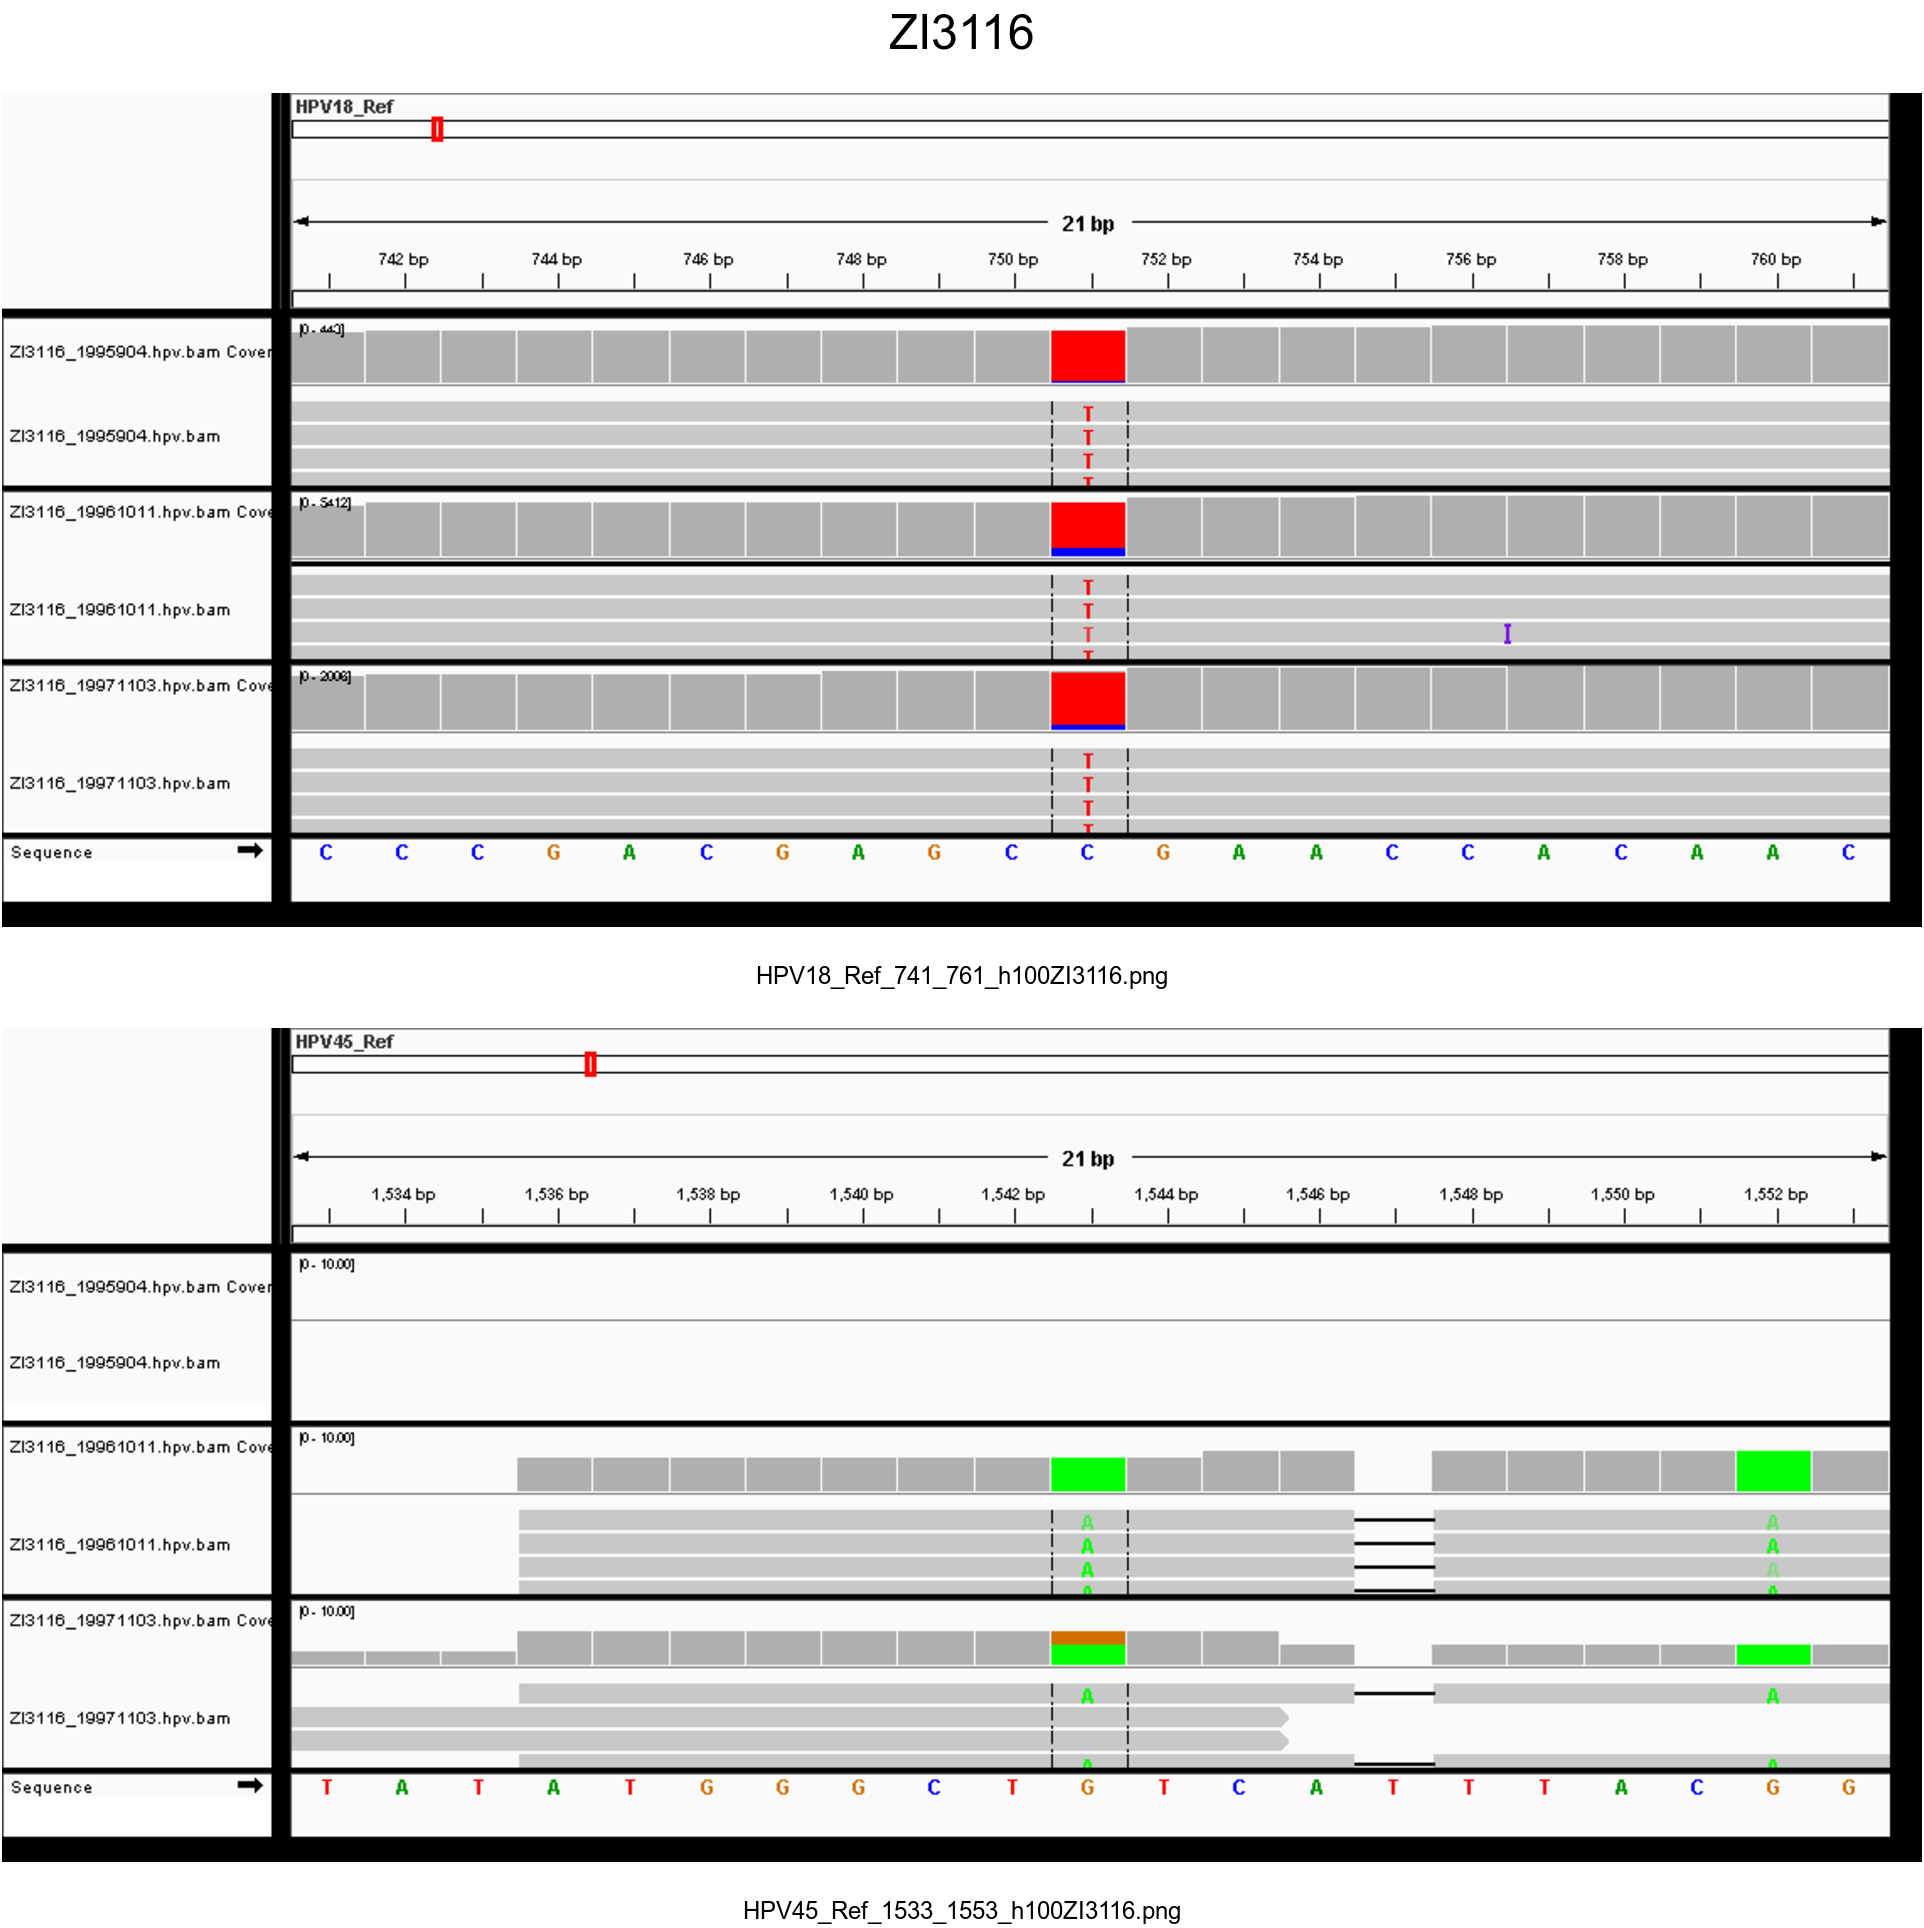 ZI3116
HPV18_Ref
21 bp
742 bp 744 bp 746 bp 748 bp 750 bp 752 bp 754 bp 756 bp 758 bp 760 bp
[0 - 443]
ZI3116_1995904.hpv.bam Cover
T
T
ZI3116_1995904.hpv.bam
T
T
[0 - 5412]
ZI3116_19961011.hpv.bam Cove
T
T
ZI3116_19961011.hpv.bam
T I
T
[0 - 2006]
ZI3116_19971103.hpv.bam Cove
T
T
ZI3116_19971103.hpv.bam
T
T
Sequence C C C G A C G A G C C G A A C C A C A A C
HPV18_Ref_741_761_h100ZI3116.png
HPV45_Ref
21 bp
1,534 bp 1,536 bp 1,538 bp 1,540 bp 1,542 bp 1,544 bp 1,546 bp 1,548 bp 1,550 bp 1,552 bp
[0 - 10.00]
ZI3116_1995904.hpv.bam Cover
ZI3116_1995904.hpv.bam
[0 - 10.00]
ZI3116_19961011.hpv.bam Cove
A A
A A
ZI3116_19961011.hpv.bam
A A
A A
[0 - 10.00]
ZI3116_19971103.hpv.bam Cove
A A
ZI3116_19971103.hpv.bam
A A
Sequence T A T A T G G G C T G T C A T T T A C G G
HPV45_Ref_1533_1553_h100ZI3116.png